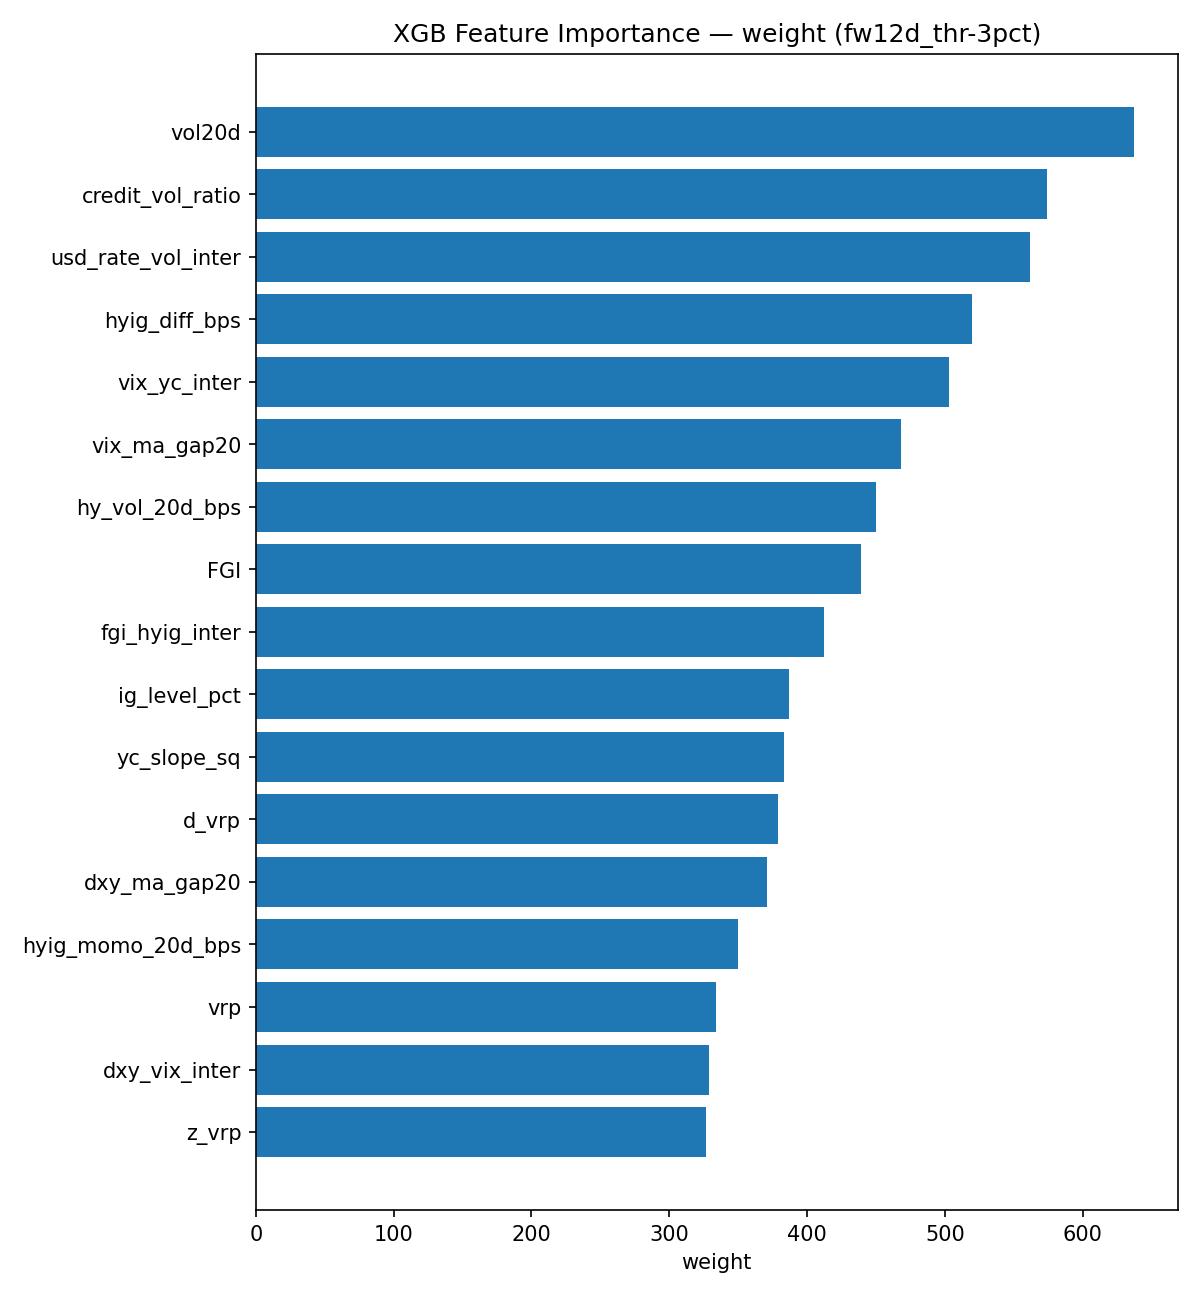 XGB Feature Importance — weight (fw12d_thr-3pct)
vol20d
credit_vol_ratio
usd_rate_vol_inter
hyig_diff_bps
vix_yc_inter
vix_ma_gap20
hy_vol_20d_bps
FGI
fgi_hyig_inter
ig_level_pct
yc_slope_sq
d_vrp
dxy_ma_gap20
hyig_momo_20d_bps
vrp
dxy_vix_inter
z_vrp
0 100 200 300 400 500 600
weight